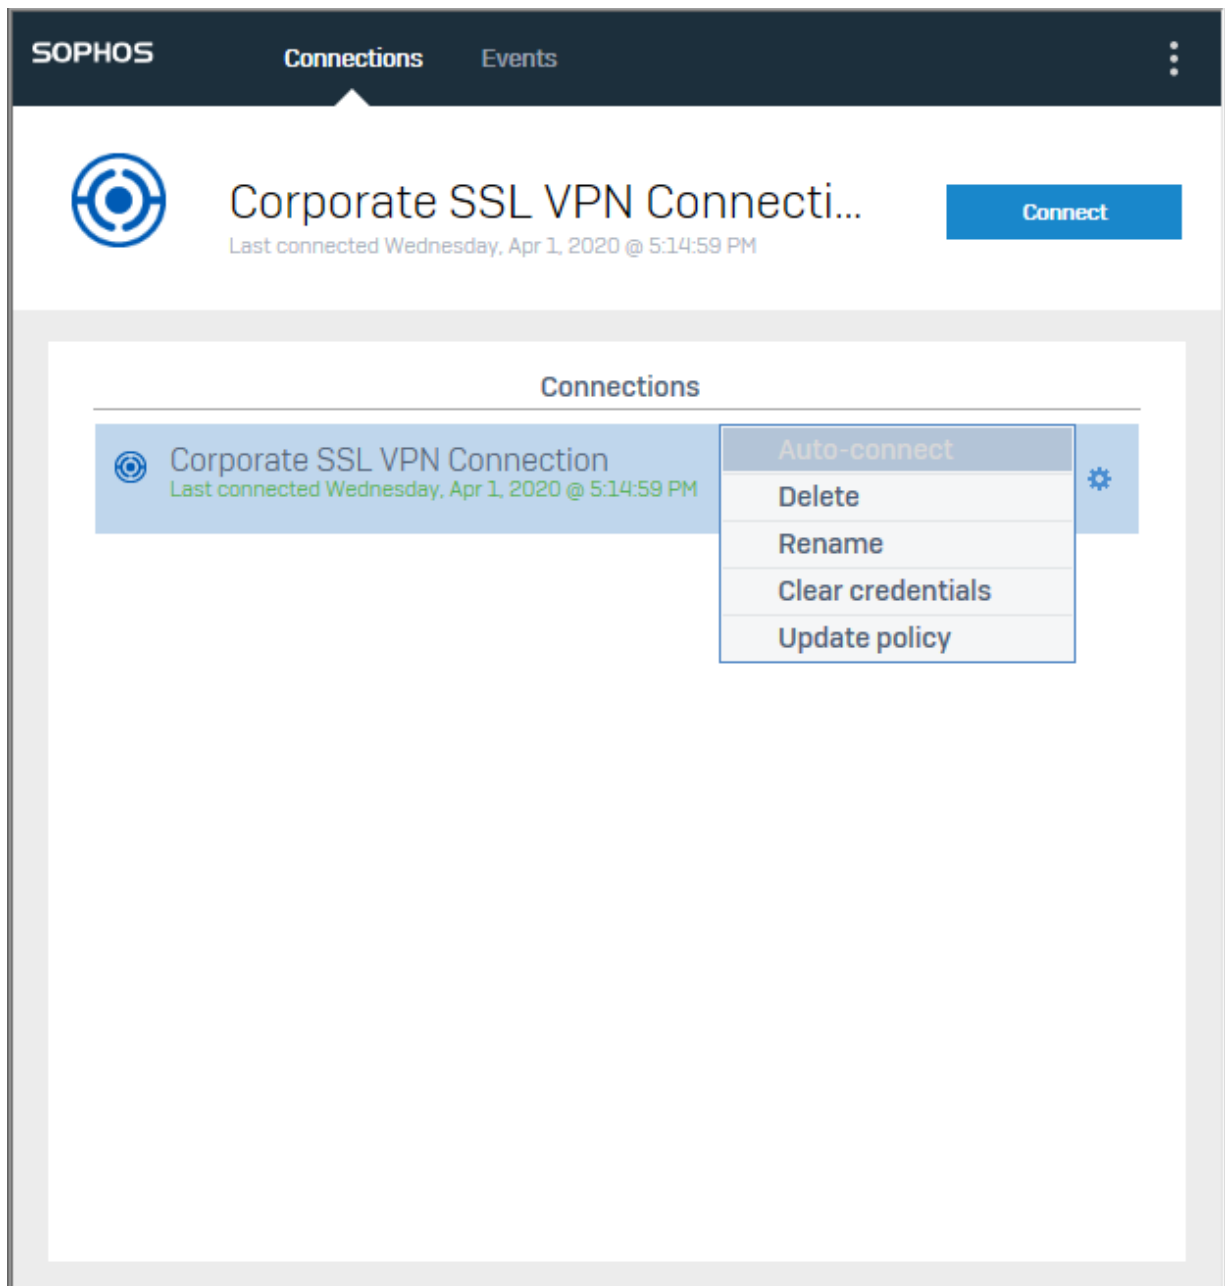 SOPHOS Connections Events
Corporate SSL VPN Connecti...
Connect
Last connected Wednesday, Apr 1, 2020 @ 5:14:59 PM
Connections
Corporate SSL VPN Connection
Last connected Wednesday, Apr 1, 2020 @ 5:14:59 PM
Auto-connect
Delete
Rename
Clear credentials
Update policy